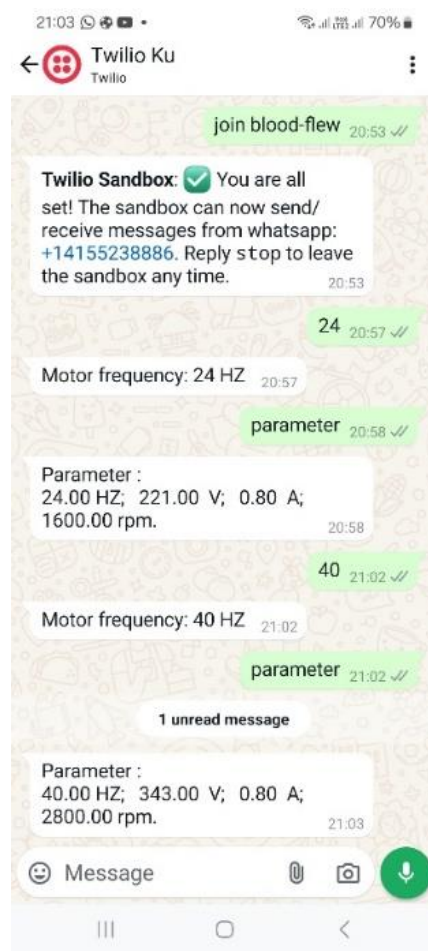 21:03
70%
Twilio Ku
Twilio
join blood-flew 20:53
Twilio Sandbox: ✅ You are all
set! The sandbox can now send/
receive messages from whatsapp:
+14155238886. Reply stop to leave
the sandbox any time. 20:53
24 20:57
Motor frequency: 24 HZ 20:57
parameter 20:58
Parameter :
24.00 HZ; 221.00 V; 0.80 A;
1600.00 rpm. 20:58
40 21:02
Motor frequency: 40 HZ 21:02
parameter 21:02
1 unread message
Parameter :
40.00 HZ; 343.00 V; 0.80 A;
2800.00 rpm. 21:03
Message